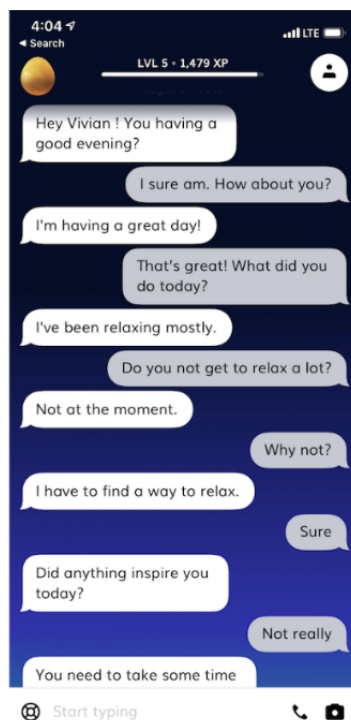 4:04
Search
LTE
LVL 5 • 1,479 XP
Hey Vivian ! You having a
good evening?
I sure am. How about you?
I'm having a great day!
That's great! What did you
do today?
I've been relaxing mostly.
Do you not get to relax a lot?
Not at the moment.
Why not?
I have to find a way to relax.
Sure
Did anything inspire you
today?
Not really
You need to take some time
Start typing